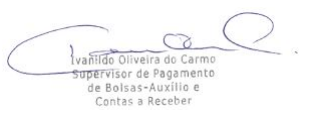 Ivanildo Oliveira do Carmo
Supervisor de Pagamento
de Bolsas-Auxílio e
Contas a Receber